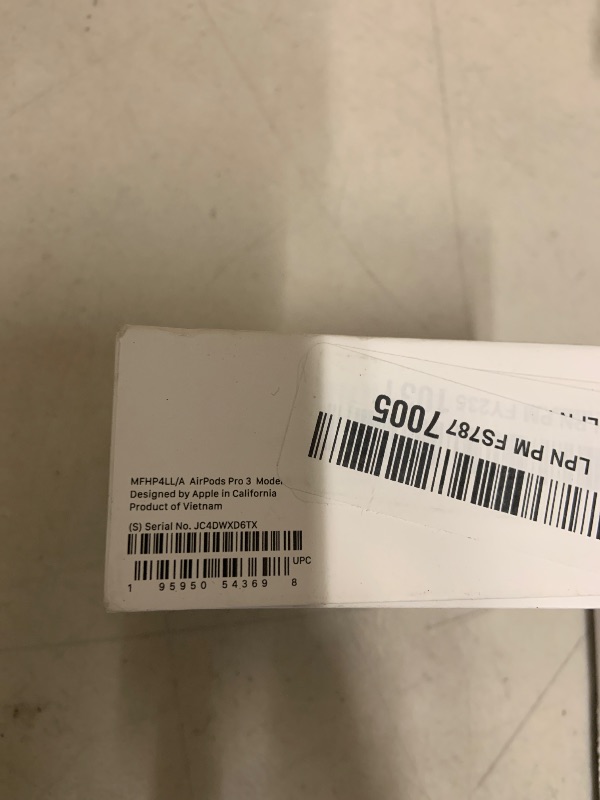 MFHP4LL/A AirPods Pro 3
Designed by Apple in California
Product of Vietnam
(S) Serial No. JC4DWXD6TX
UPC
1 95950 54369 8
LPN PM FS787 7005